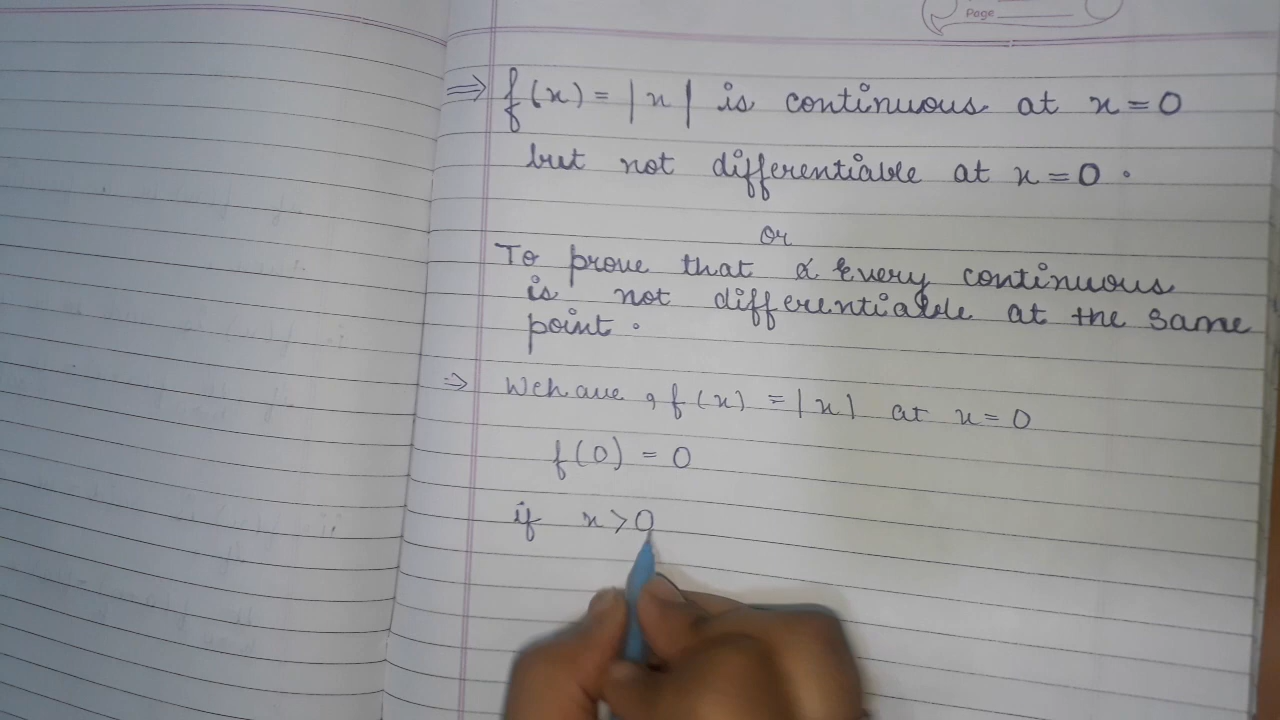 Page
⇒ f(x) = |x| is continuous at x = 0
but not differentiable at x = 0 .
Or
To prove that every continuous
is not differentiable at the same
point .
⇒ We have , f(x) = |x| at x = 0
f(0) = 0
if x > 0